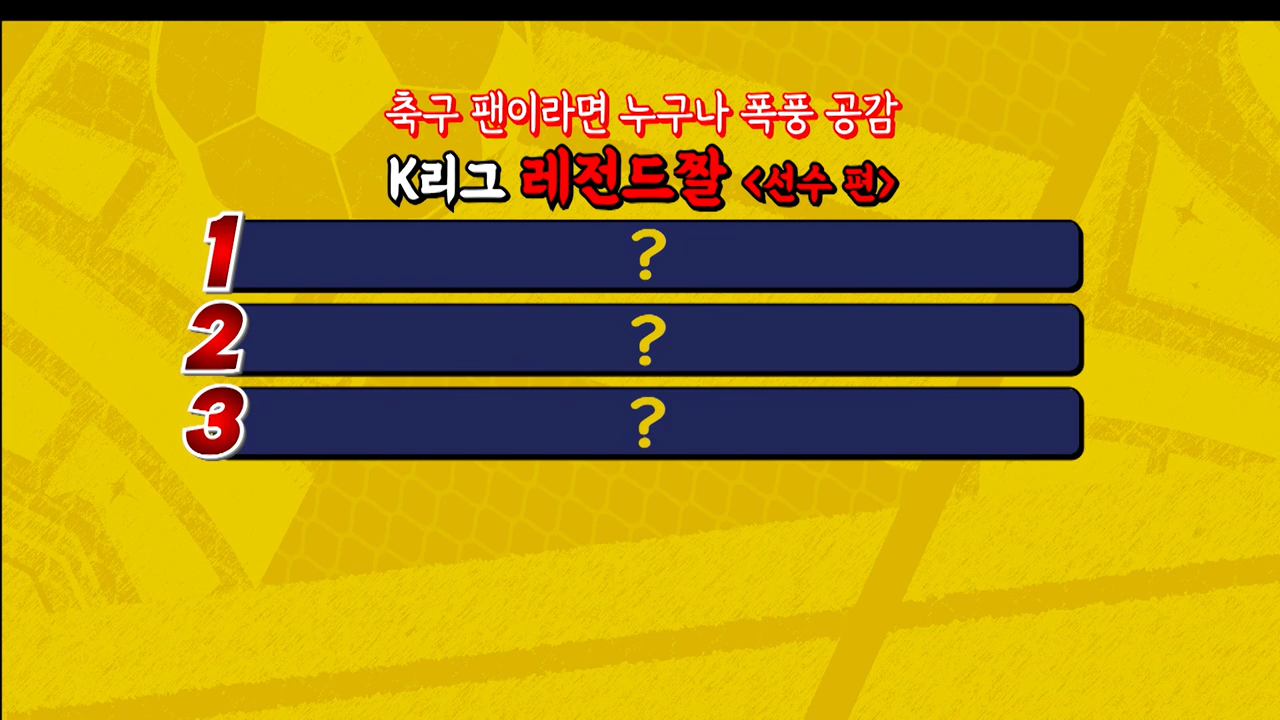 축구 팬이라면 누구나 폭풍 공감
K리그 레전드짤 <선수 편>
1 ?
2 ?
3 ?